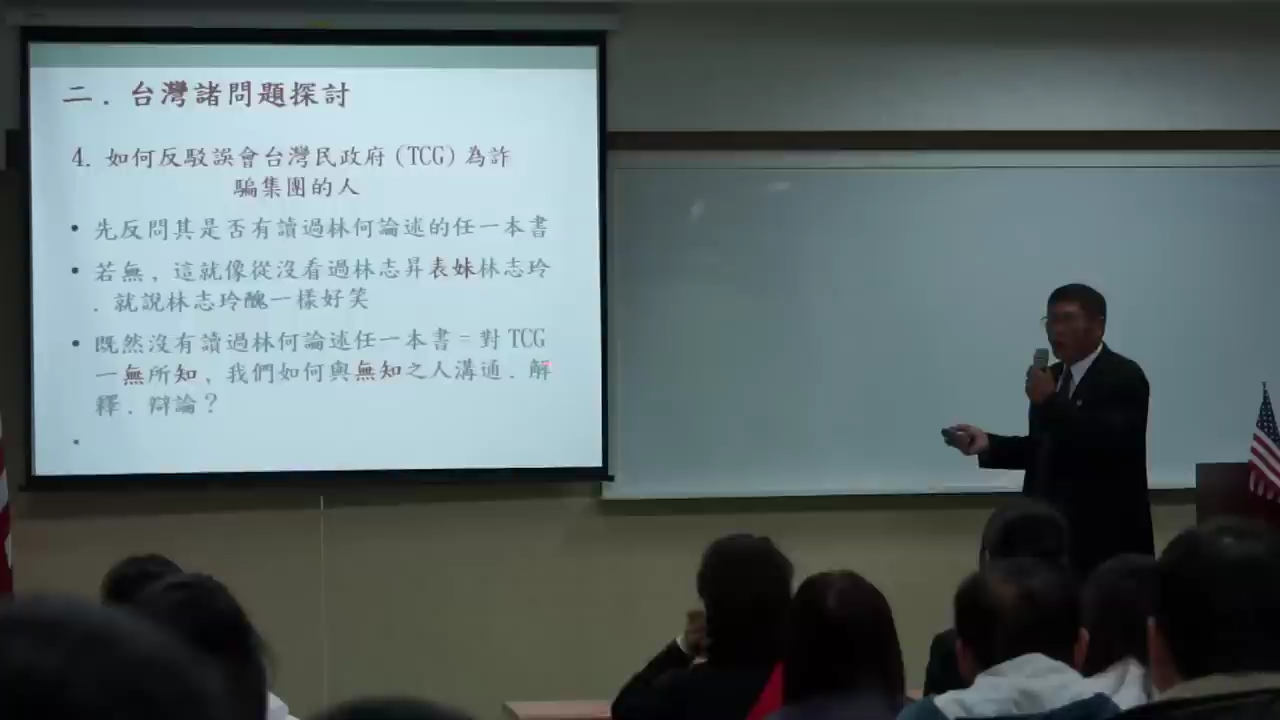 二. 台灣諸問題探討
4. 如何反駁誤會台灣民政府(TCG)為詐
騙集團的人
• 先反問其是否有讀過林何論述的任一本書
• 若無, 這就像從沒看過林志昇表妹林志玲
. 就說林志玲醜一樣好笑
• 既然沒有讀過林何論述任一本書=對TCG
一無所知, 我們如何與無知之人溝通. 解
釋. 辯論?
•